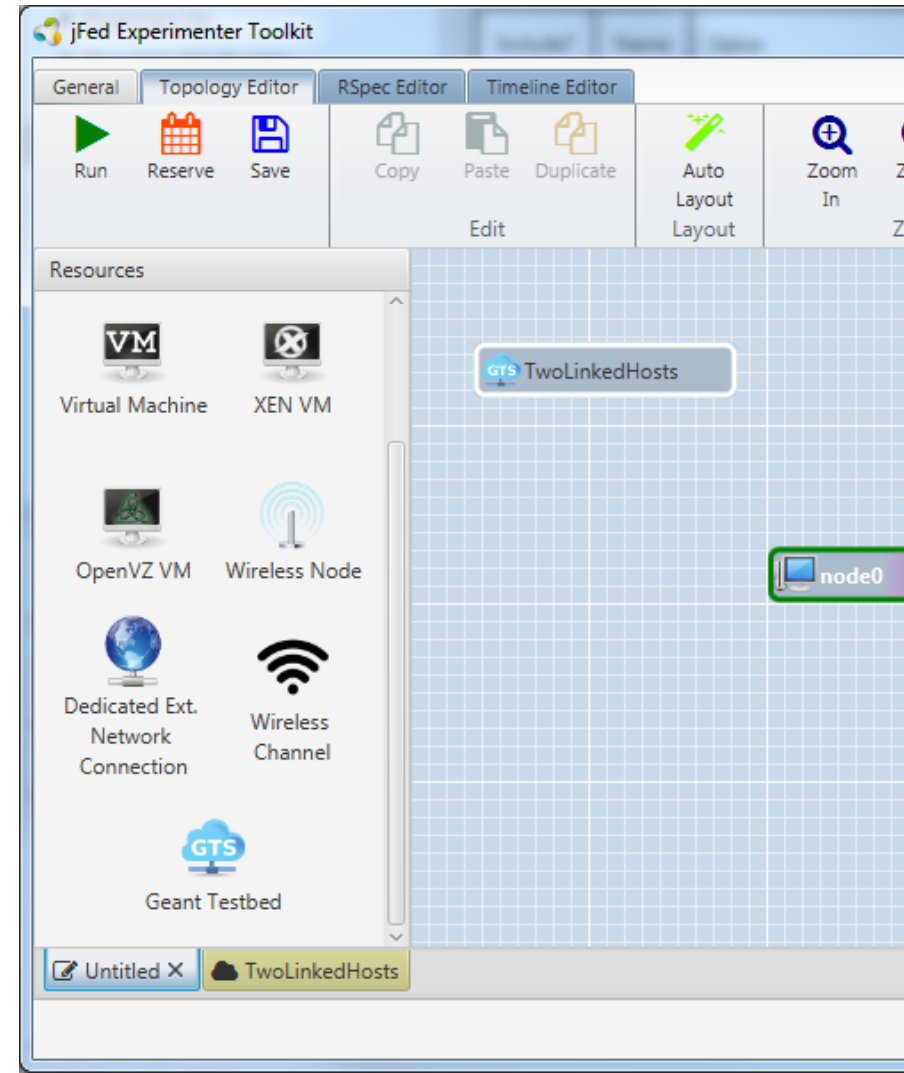 jFed Experimenter Toolkit
General Topology Editor RSpec Editor Timeline Editor
Run Reserve Save Copy Paste Duplicate Auto Layout Zoom In
Edit Layout
Resources
VM
Virtual Machine XEN VM
OpenVZ VM Wireless Node
Dedicated Ext.
Network
Connection
Wireless
Channel
GTS
Geant Testbed
GTS TwoLinkedHosts
node0
Untitled TwoLinkedHosts